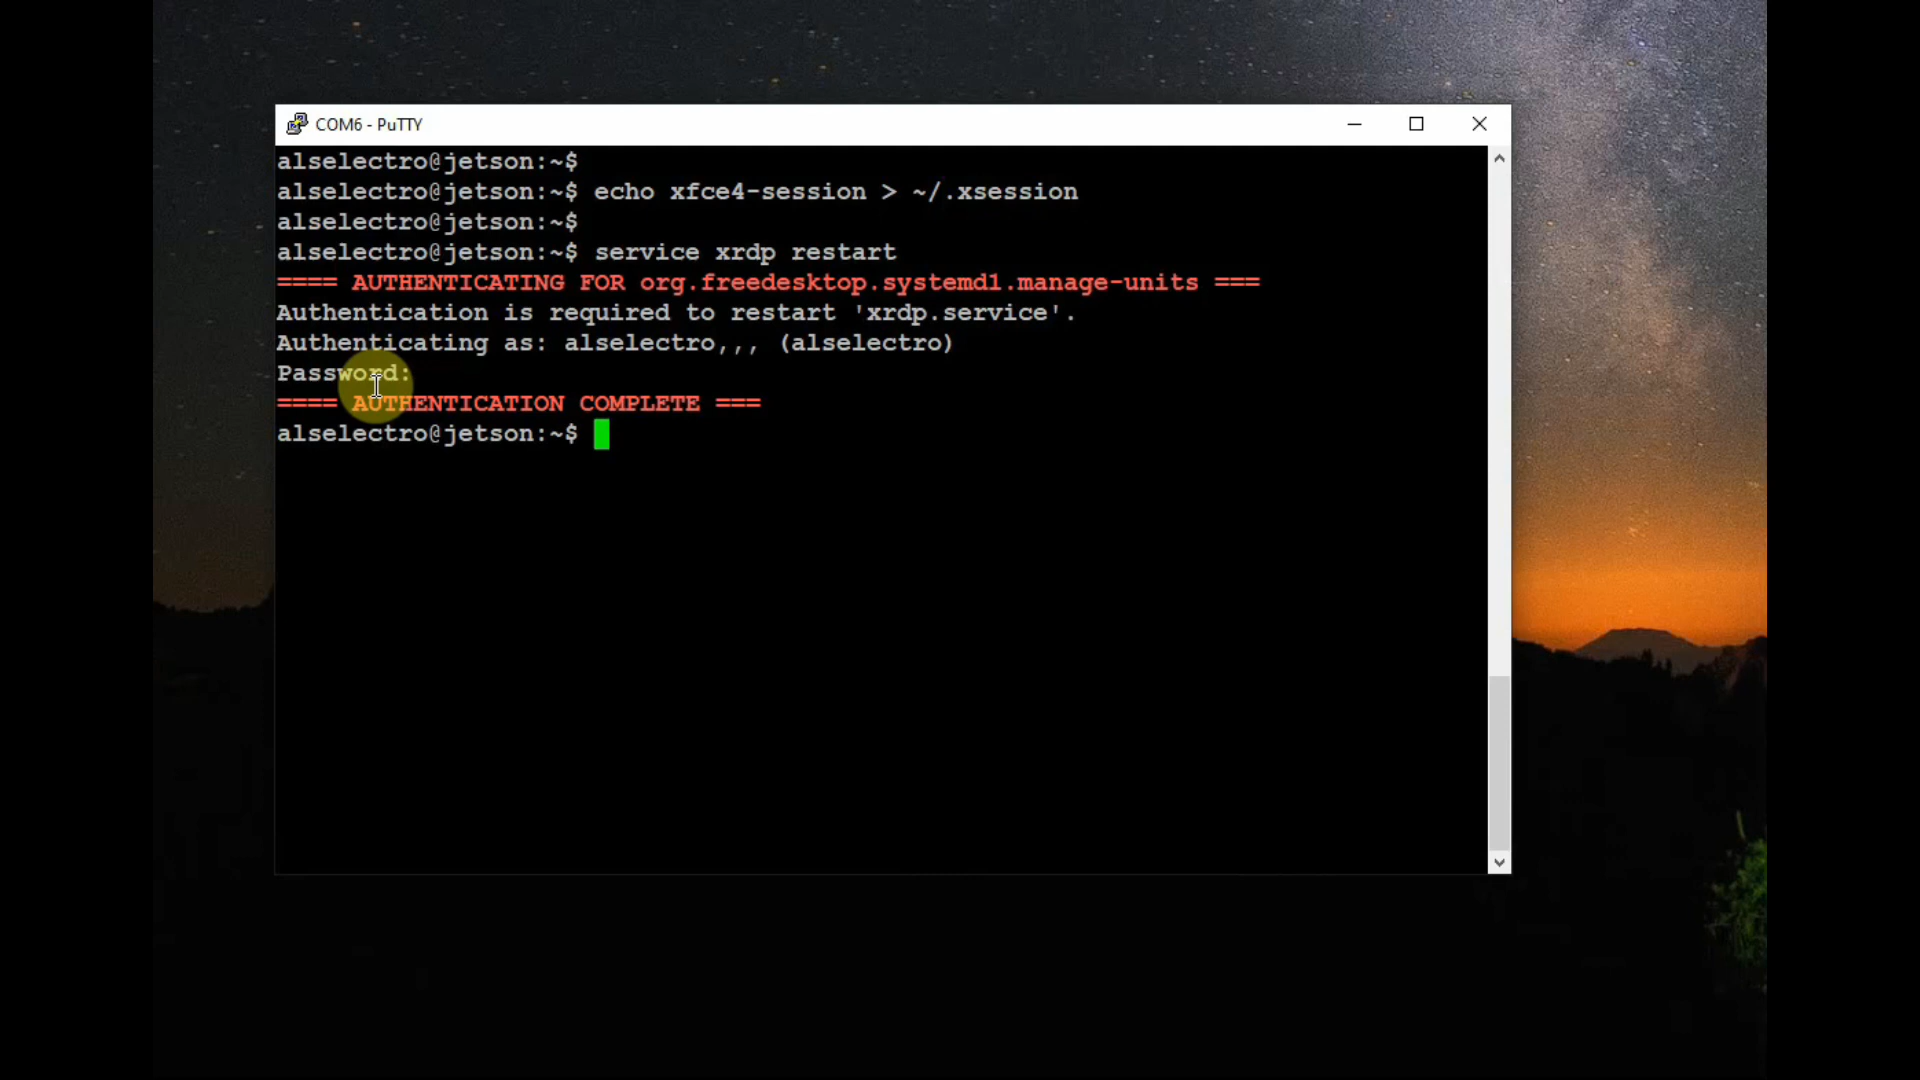 COM6 - PuTTY
alselectro@jetson:~$
alselectro@jetson:~$ echo xfce4-session > ~/.xsession
alselectro@jetson:~$
alselectro@jetson:~$ service xrdp restart
==== AUTHENTICATING FOR org.freedesktop.systemd1.manage-units ===
Authentication is required to restart 'xrdp.service'.
Authenticating as: alselectro,,, (alselectro)
Password:
==== AUTHENTICATION COMPLETE ===
alselectro@jetson:~$